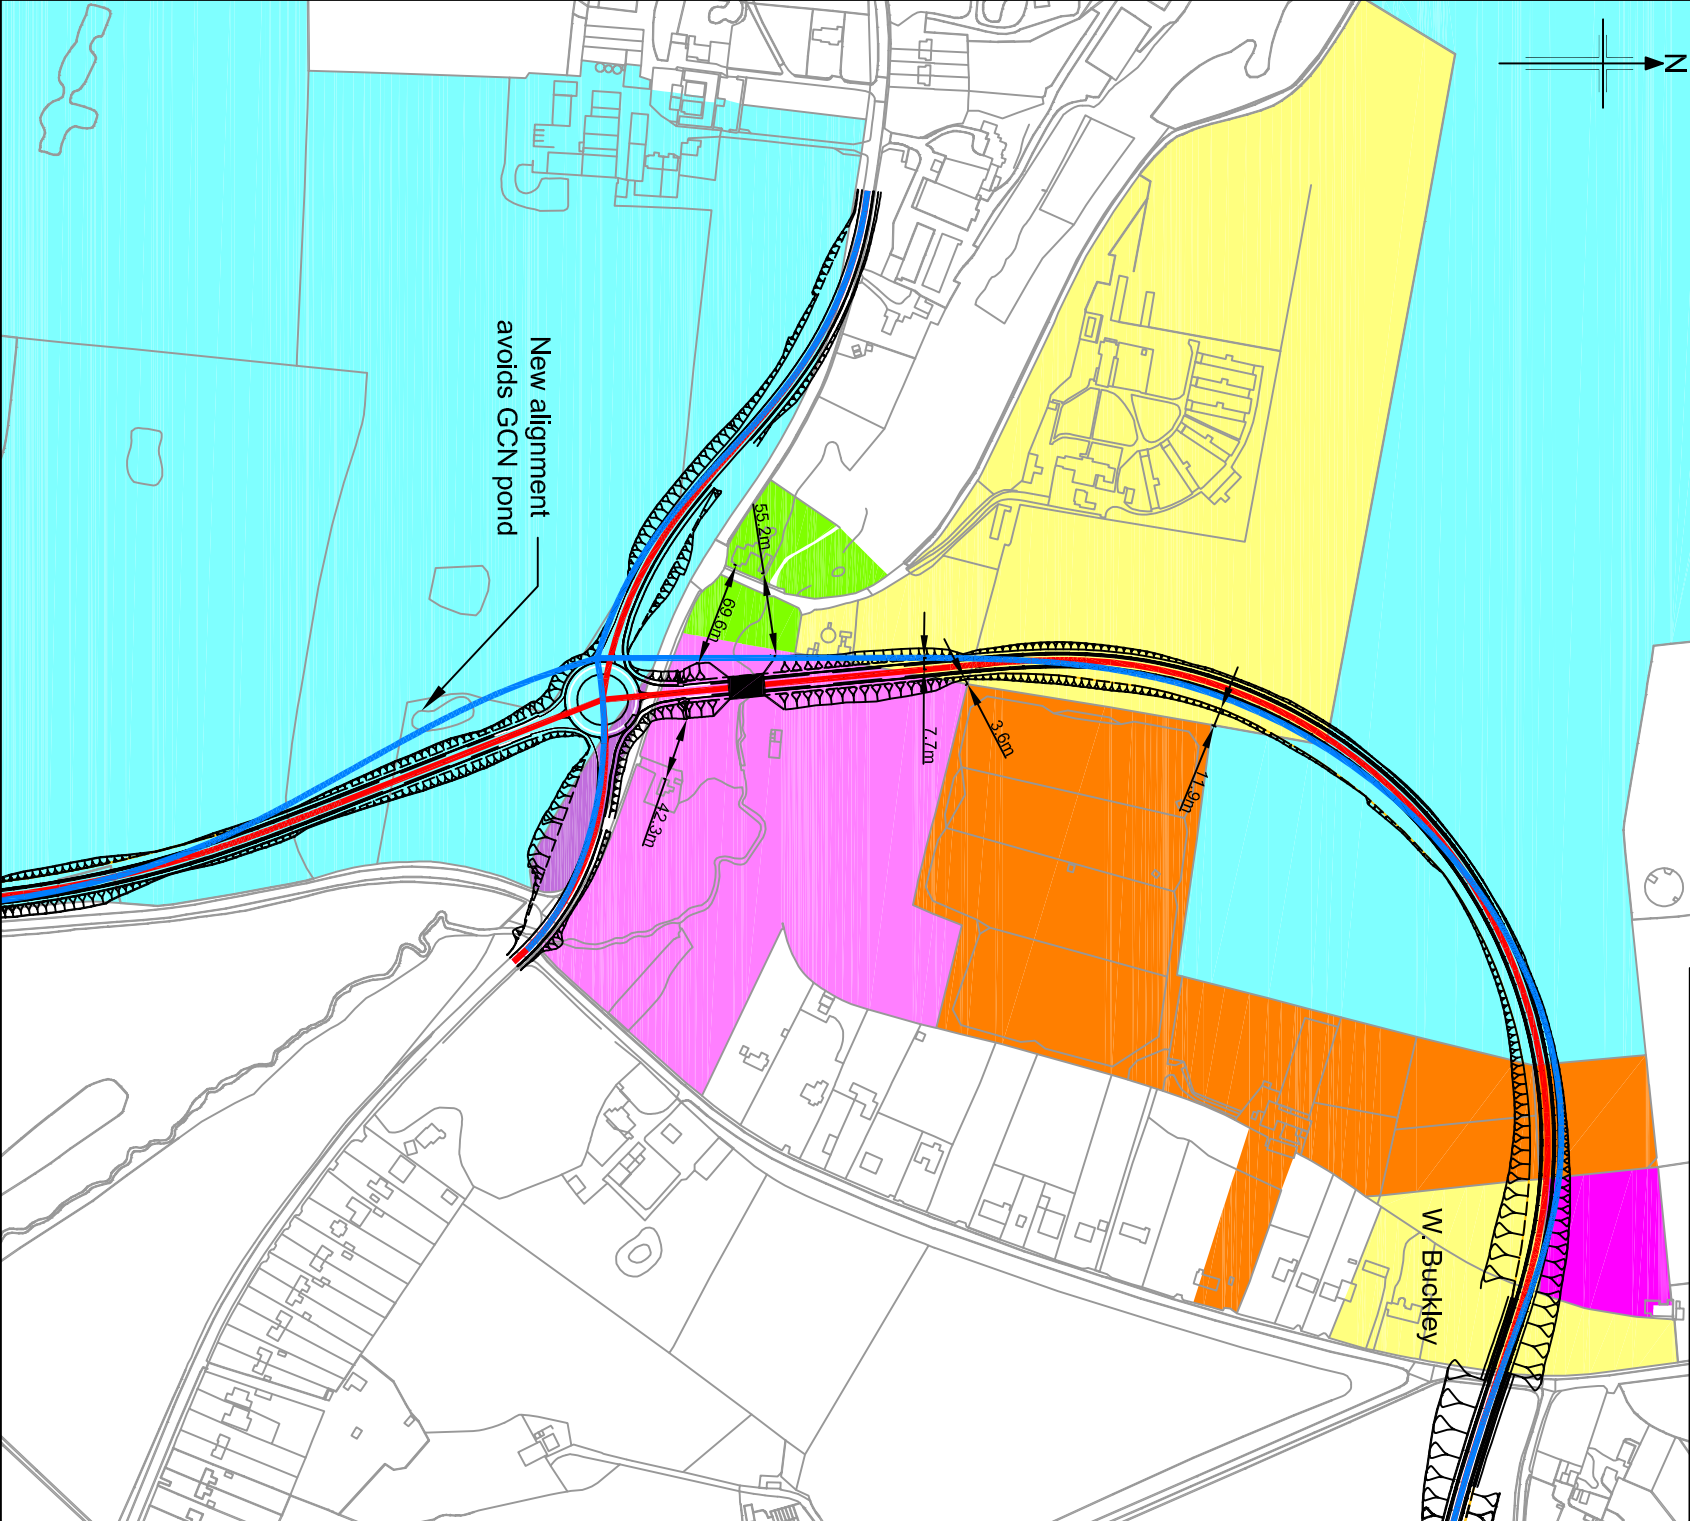 N
New alignment
avoids GCN pond
55.2m
69.6m
7.7m
3.6m
11.9m
42.3m
W. Buckley